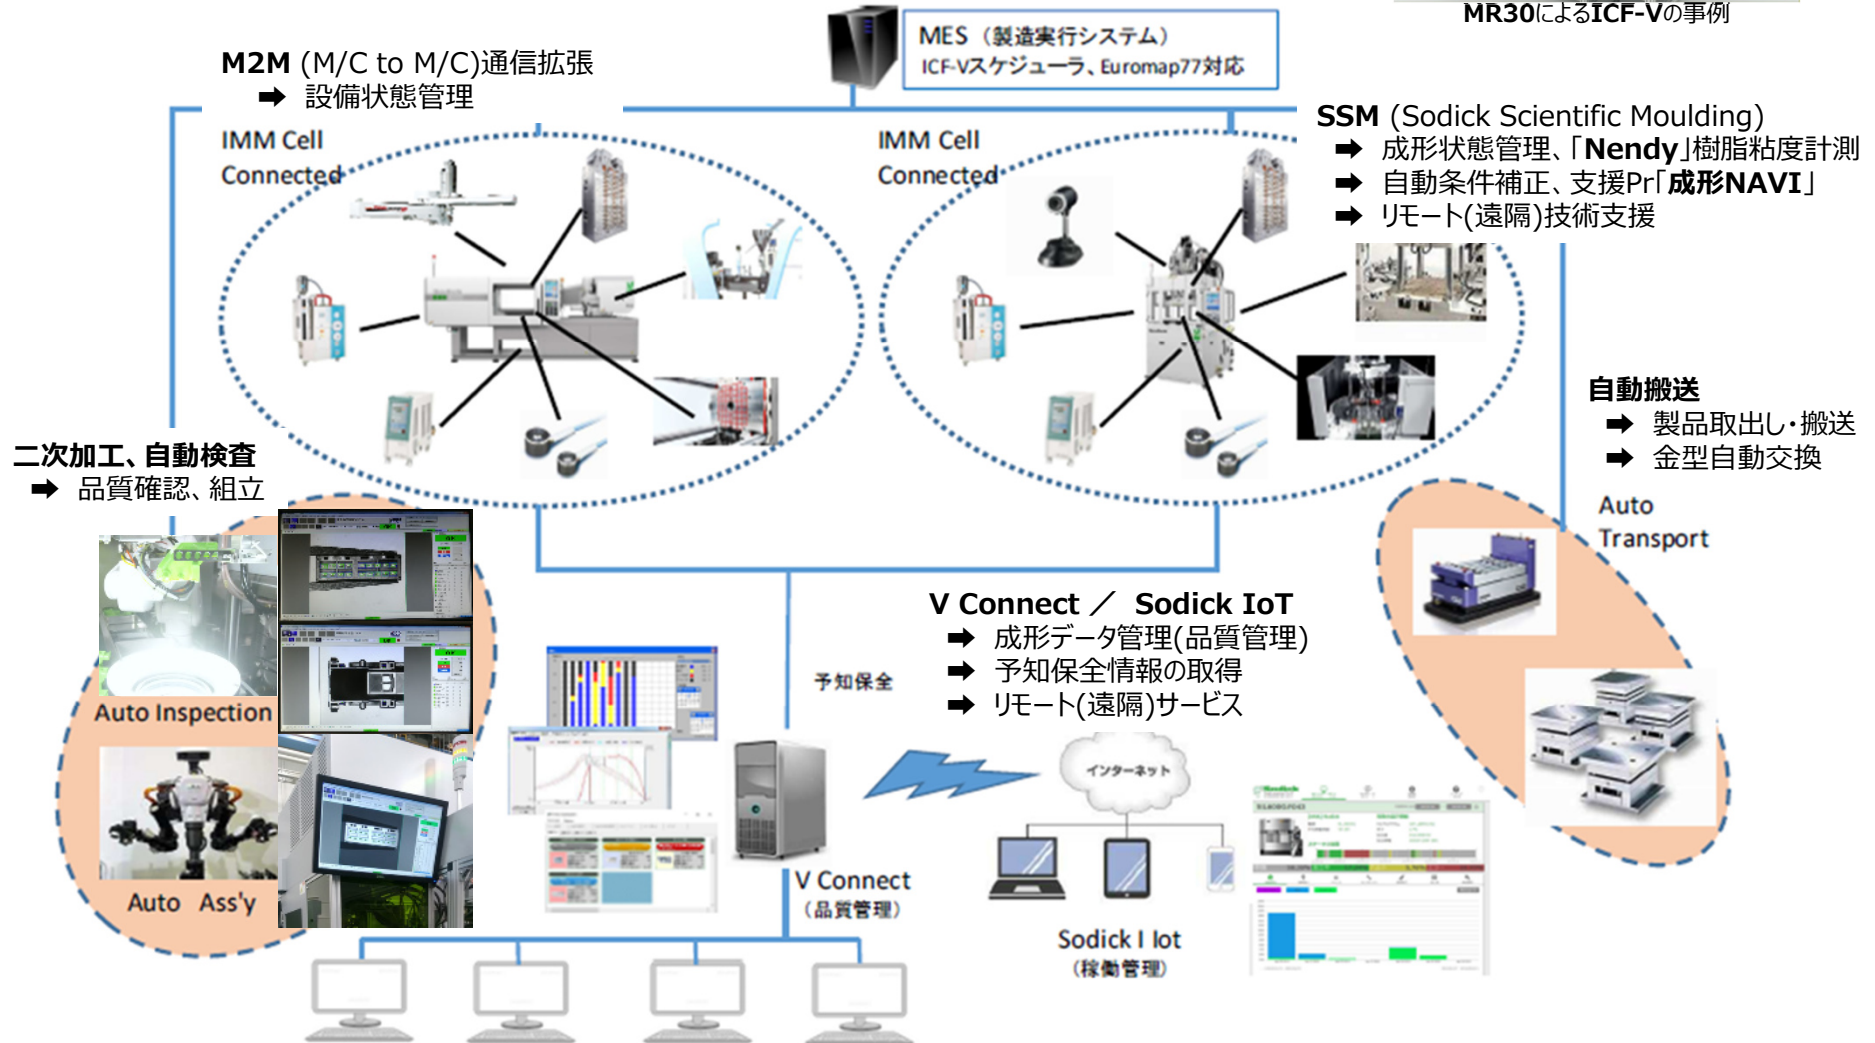 MR30によるICF-Vの事例
MES（製造実行システム）
ICF-Vスケジューラ、Euromap77対応
M2M (M/C to M/C)通信拡張
➡ 設備状態管理
IMM Cell
Connected
IMM Cell
Connected
SSM (Sodick Scientific Moulding)
➡ 成形状態管理、「Nendy」樹脂粘度計測
➡ 自動条件補正、支援Pr「成形NAVI」
➡ リモート(遠隔)技術支援
自動搬送
➡ 製品取出し・搬送
➡ 金型自動交換
Auto
Transport
二次加工、自動検査
➡ 品質確認、組立
Auto Inspection
Auto Ass'y
V Connect ／ Sodick IoT
➡ 成形データ管理(品質管理)
➡ 予知保全情報の取得
➡ リモート(遠隔)サービス
予知保全
インターネット
V Connect
（品質管理）
Sodick I Iot
（稼働管理）